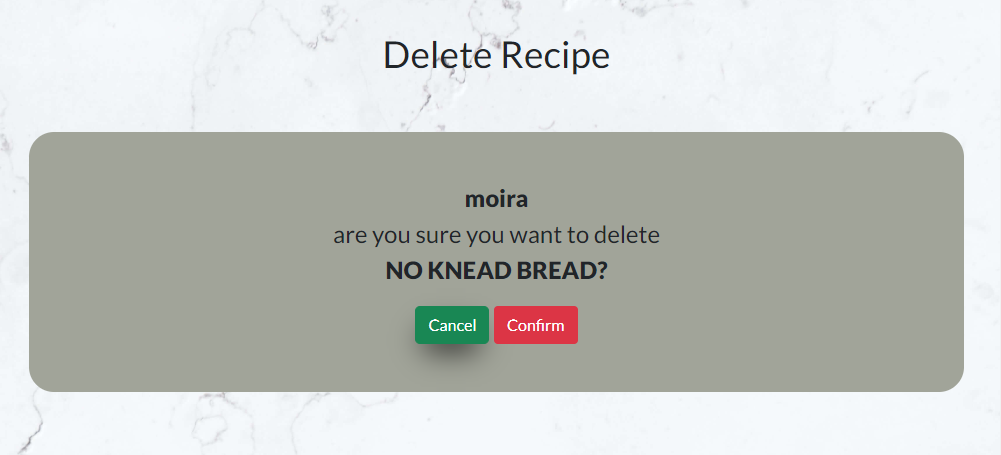 Delete Recipe
moira
are you sure you want to delete
NO KNEAD BREAD?
Cancel Confirm